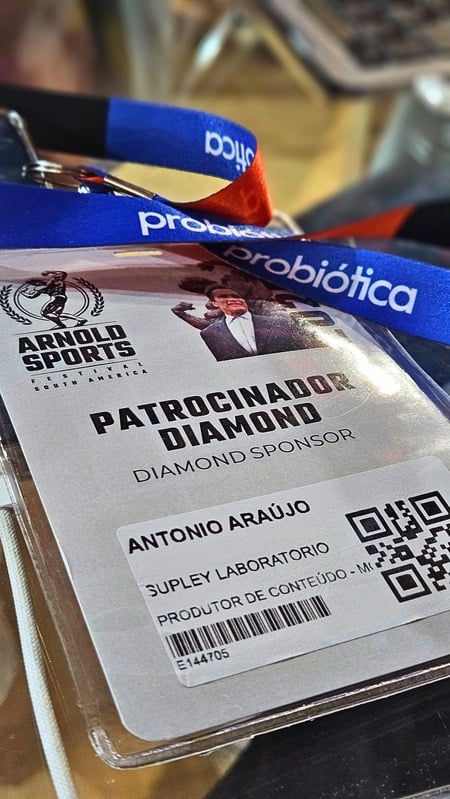 probiótica
probiótica
probiótica
ARNOLD
SPORTS
FESTIVAL
SOUTH AMERICA
PATROCINADOR
DIAMOND
DIAMOND SPONSOR
ANTONIO ARAÚJO
SUPLEY LABORATORIO
PRODUTOR DE CONTEÚDO -
E144705